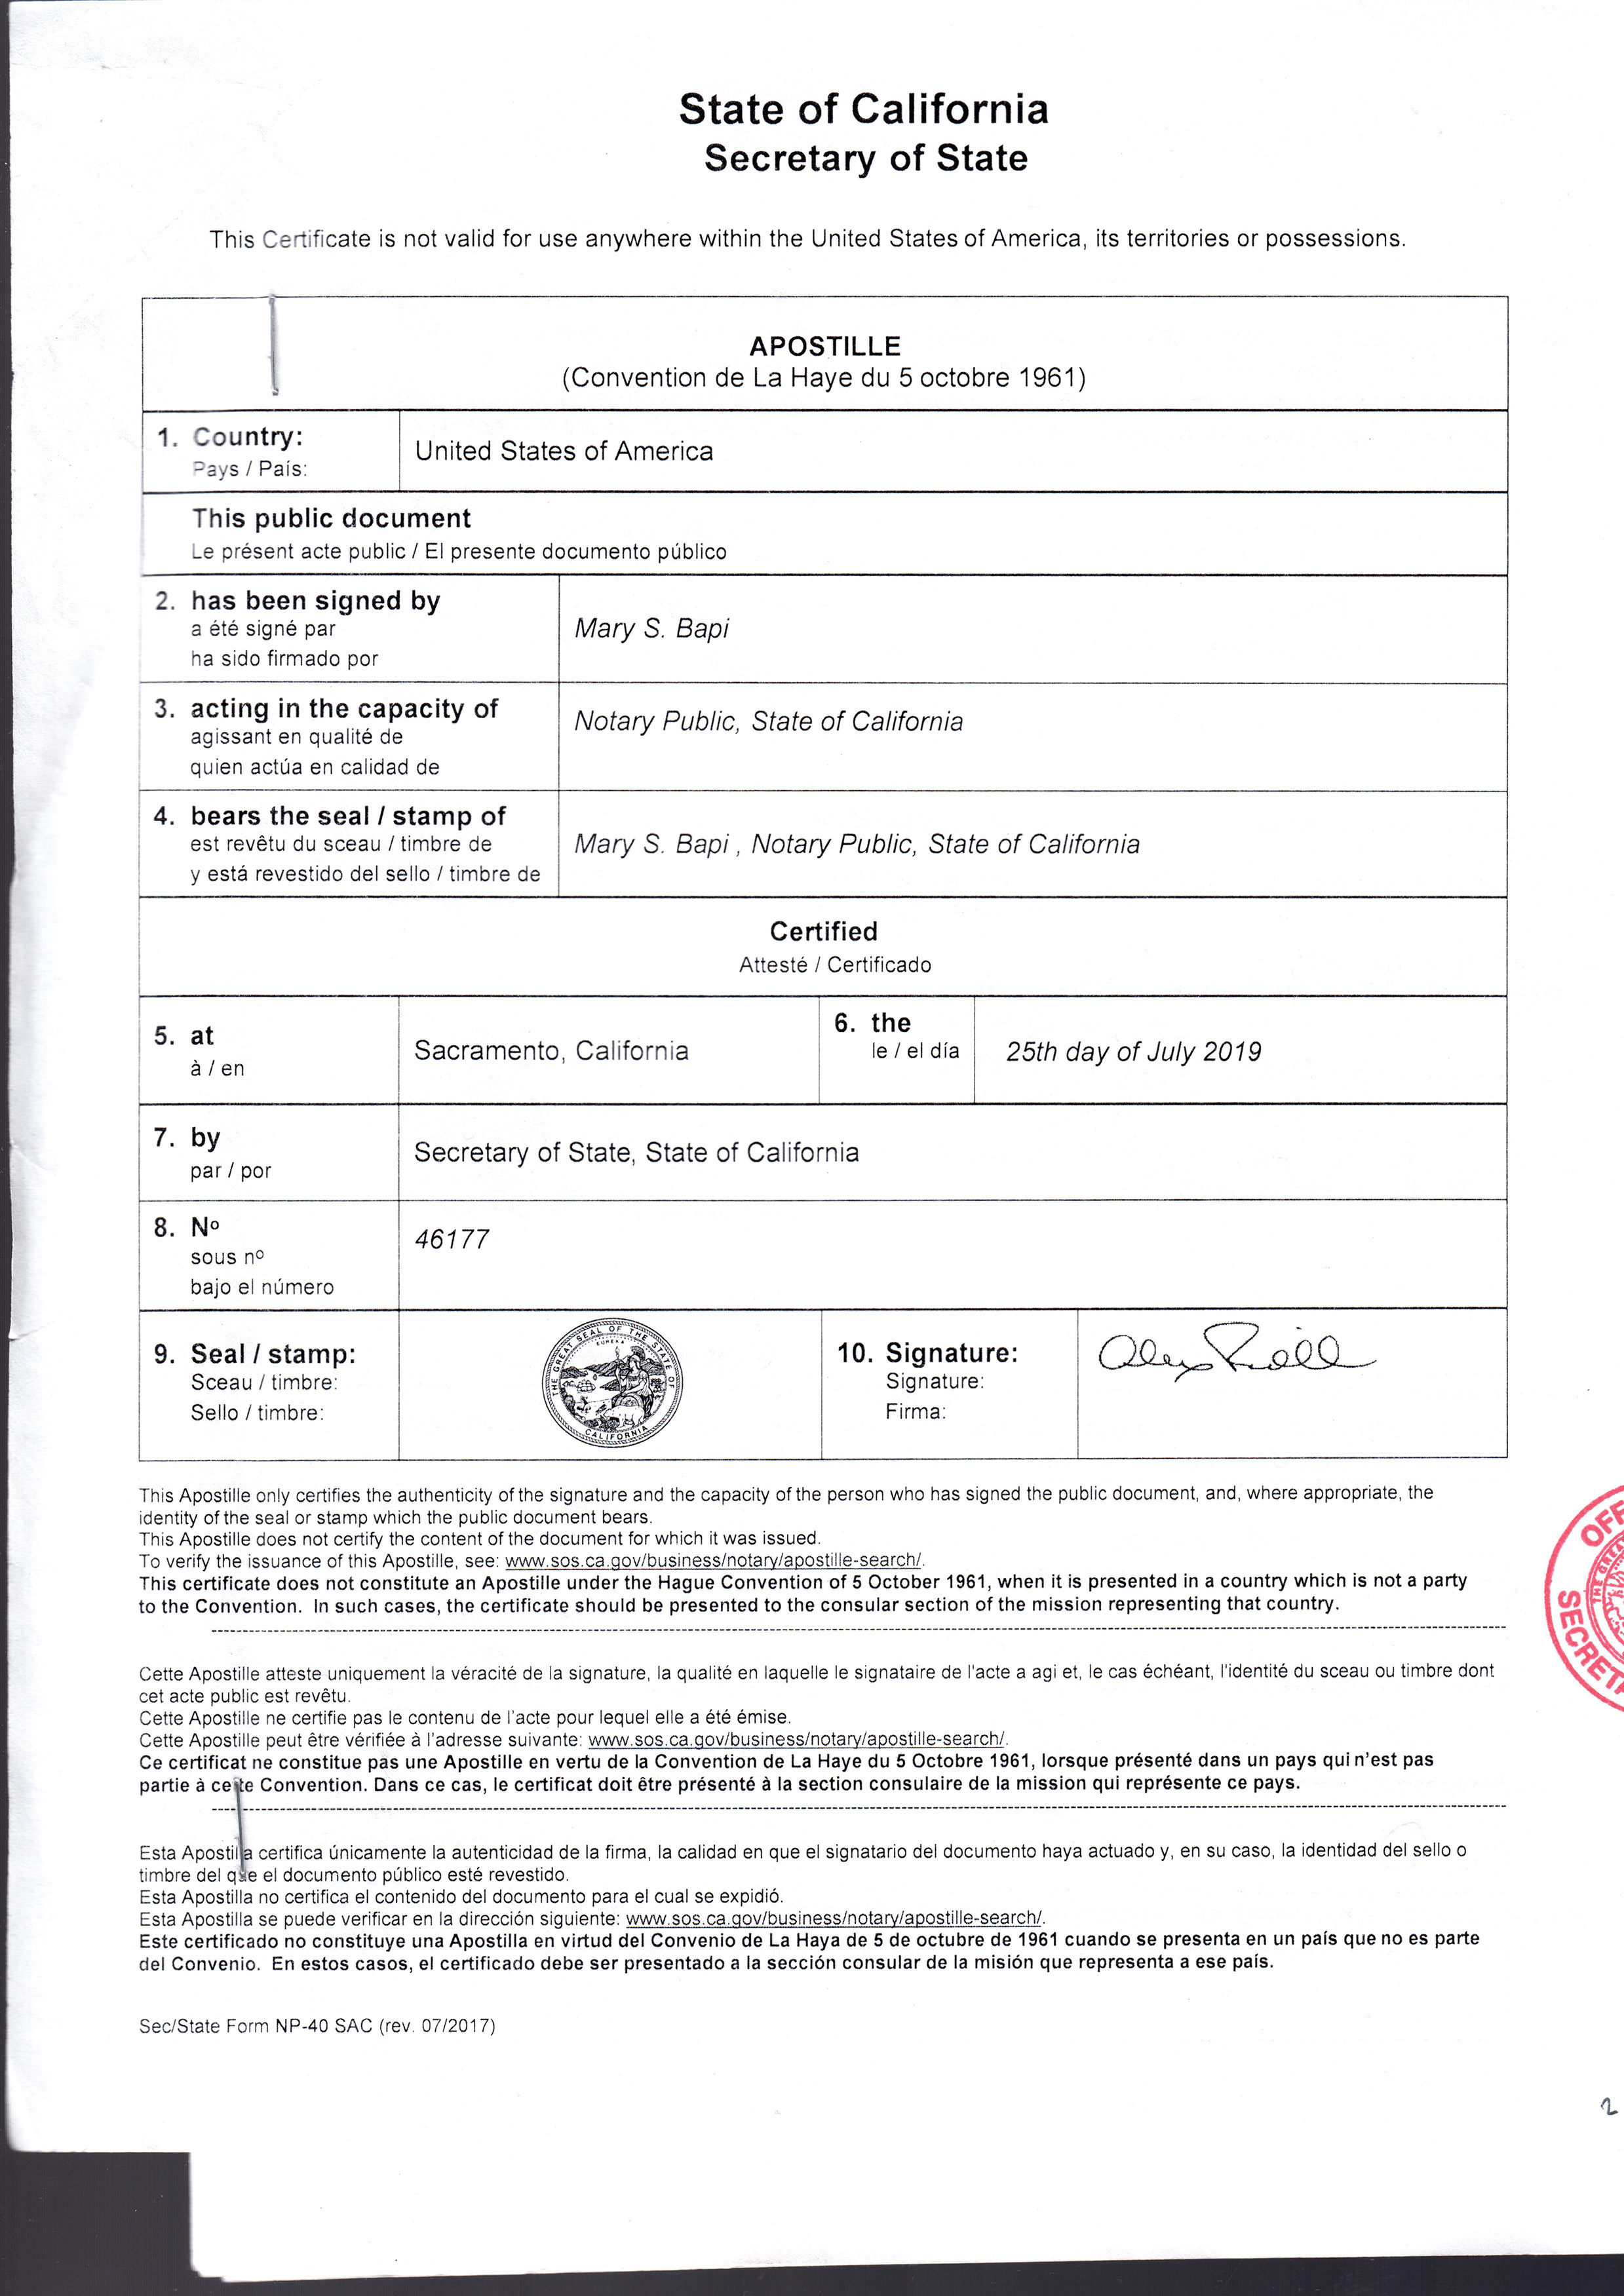 State of California
Secretary of State
This Certificate is not valid for use anywhere within the United States of America, its territories or possessions.
APOSTILLE
(Convention de La Haye du 5 octobre 1961)
1. Country:
Pays / País:
United States of America
This public document
Le présent acte public / El presente documento público
2. has been signed by
a été signé par
ha sido firmado por
Mary S. Bapi
3. acting in the capacity of
agissant en qualité de
quien actúa en calidad de
Notary Public, State of California
4. bears the seal / stamp of
est revêtu du sceau / timbre de
y está revestido del sello / timbre de
Mary S. Bapi , Notary Public, State of California
Certified
Attesté / Certificado
5. at
à / en
Sacramento, California
6. the
le / el día
25th day of July 2019
7. by
par / por
Secretary of State, State of California
8. Nº
sous nº
bajo el número
46177
9. Seal / stamp:
Sceau / timbre:
Sello / timbre:
THE GREAT SEAL OF THE STATE OF
EUREKA
CALIFORNIA
10. Signature:
Signature:
Firma:
This Apostille only certifies the authenticity of the signature and the capacity of the person who has signed the public document, and, where appropriate, the
identity of the seal or stamp which the public document bears.
This Apostille does not certify the content of the document for which it was issued.
To verify the issuance of this Apostille, see: www.sos.ca.gov/business/notary/apostille-search/.
This certificate does not constitute an Apostille under the Hague Convention of 5 October 1961, when it is presented in a country which is not a party
to the Convention. In such cases, the certificate should be presented to the consular section of the mission representing that country.
Cette Apostille atteste uniquement la véracité de la signature, la qualité en laquelle le signataire de l'acte a agi et, le cas échéant, l'identité du sceau ou timbre dont
cet acte public est revêtu.
Cette Apostille ne certifie pas le contenu de l'acte pour lequel elle a été émise.
Cette Apostille peut être vérifiée à l'adresse suivante: www.sos.ca.gov/business/notary/apostille-search/.
Ce certificat ne constitue pas une Apostille en vertu de la Convention de La Haye du 5 Octobre 1961, lorsque présenté dans un pays qui n'est pas
partie à cette Convention. Dans ce cas, le certificat doit être présenté à la section consulaire de la mission qui représente ce pays.
Esta Apostilla certifica únicamente la autenticidad de la firma, la calidad en que el signatario del documento haya actuado y, en su caso, la identidad del sello o
timbre del que el documento público esté revestido.
Esta Apostilla no certifica el contenido del documento para el cual se expidió.
Esta Apostilla se puede verificar en la dirección siguiente: www.sos.ca.gov/business/notary/apostille-search/.
Este certificado no constituye una Apostilla en virtud del Convenio de La Haya de 5 de octubre de 1961 cuando se presenta en un país que no es parte
del Convenio. En estos casos, el certificado debe ser presentado a la sección consular de la misión que representa a ese país.
Sec/State Form NP-40 SAC (rev. 07/2017)
2